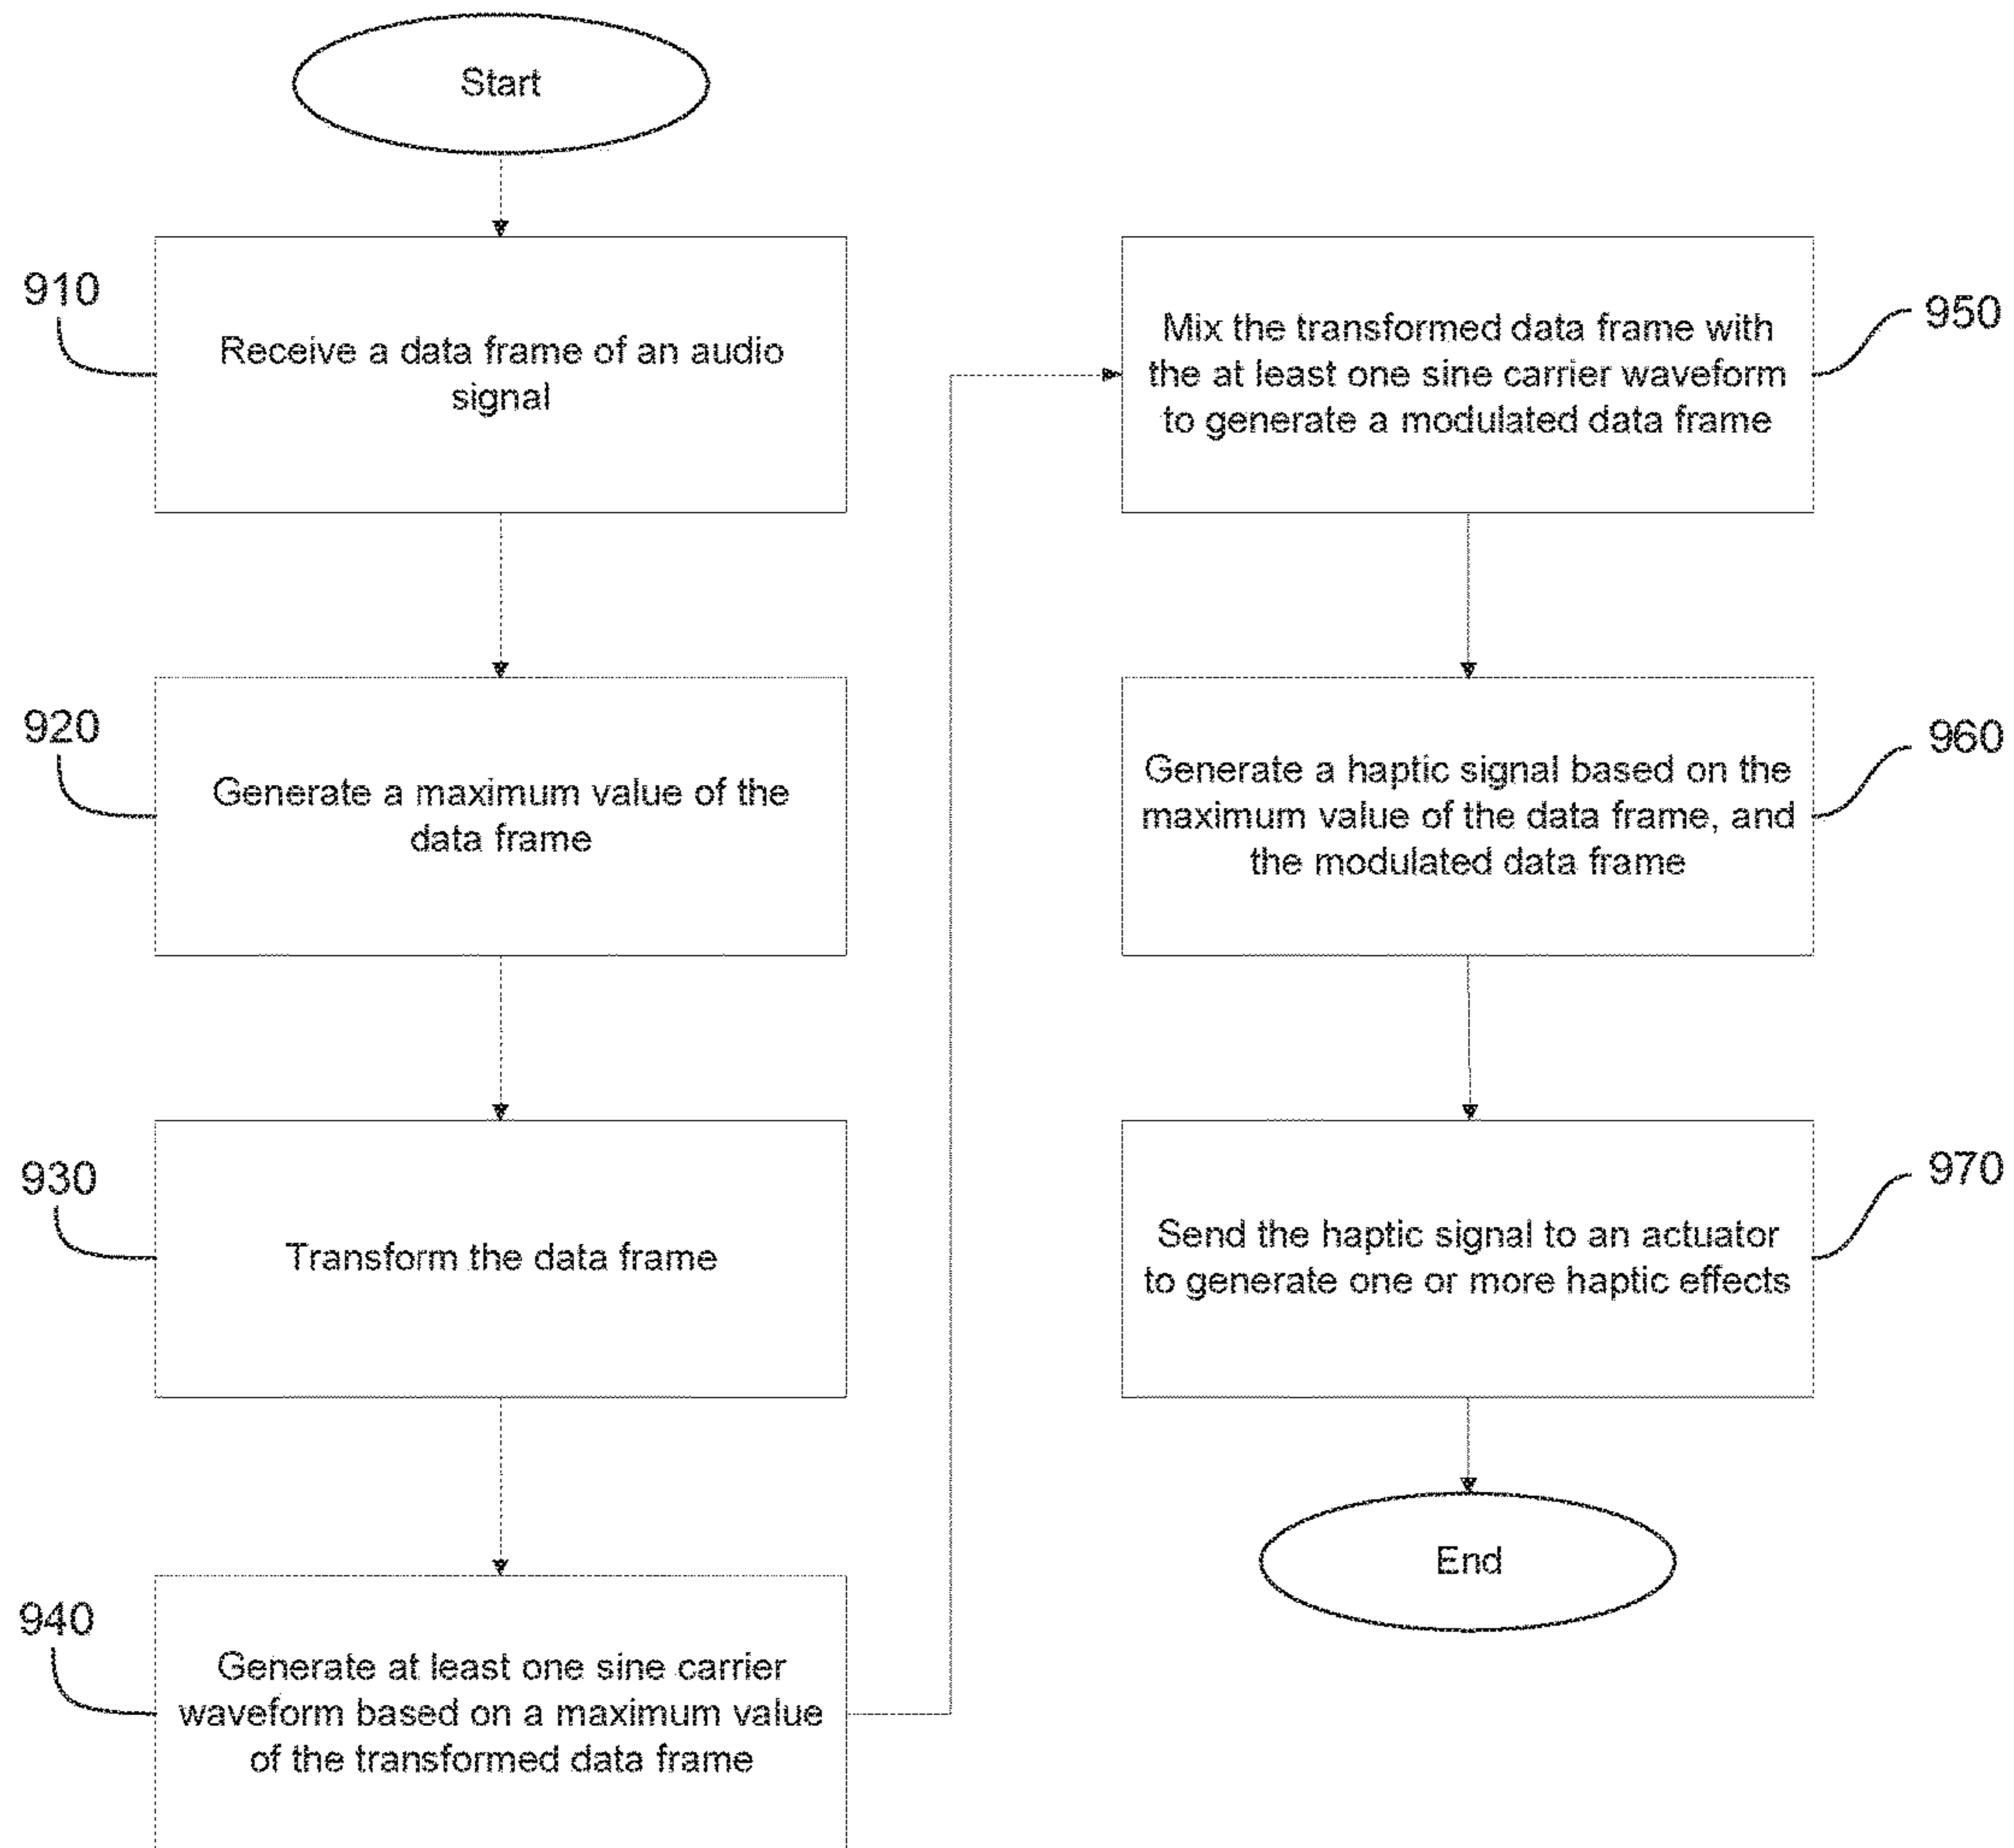 Start
910
Receive a data frame of an audio
signal
920
Generate a maximum value of the
data frame
930
Transform the data frame
940
Generate at least one sine carrier
waveform based on a maximum value
of the transformed data frame
950
Mix the transformed data frame with
the at least one sine carrier waveform
to generate a modulated data frame
960
Generate a haptic signal based on the
maximum value of the data frame, and
the modulated data frame
970
Send the haptic signal to an actuator
to generate one or more haptic effects
End